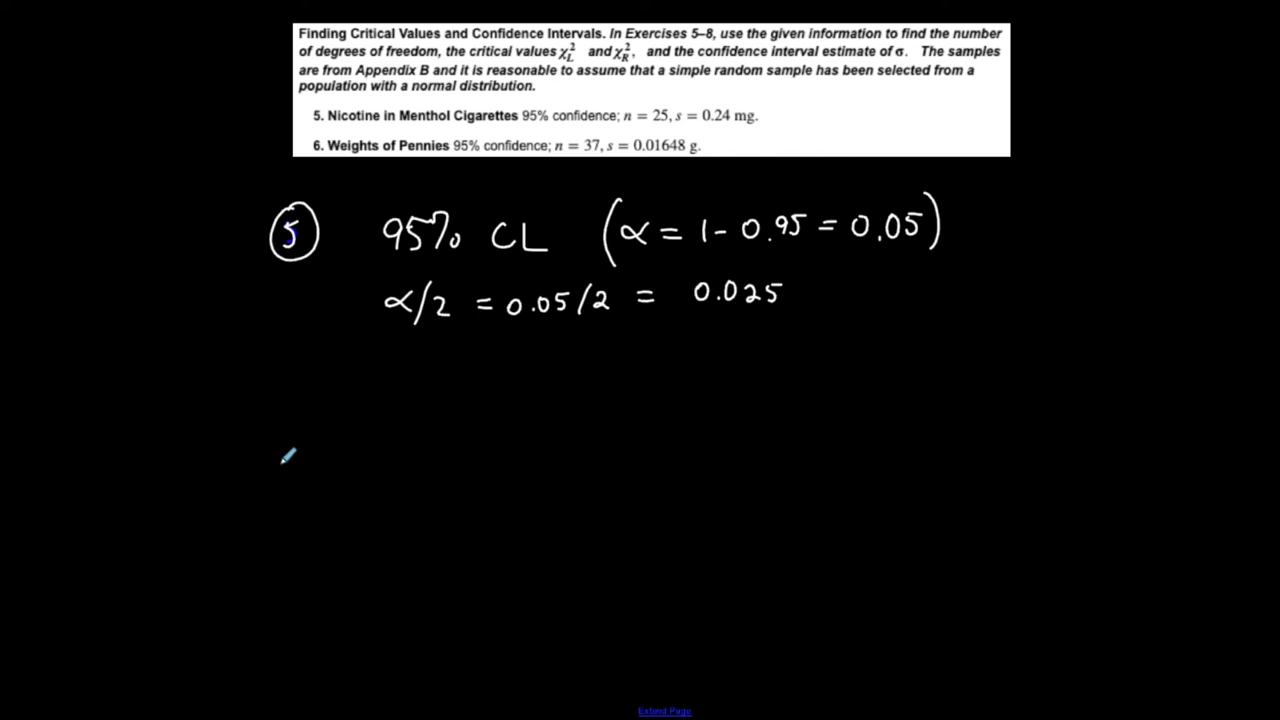 Finding Critical Values and Confidence Intervals. In Exercises 5–8, use the given information to find the number
of degrees of freedom, the critical values χ²_L and χ²_R, and the confidence interval estimate of σ. The samples
are from Appendix B and it is reasonable to assume that a simple random sample has been selected from a
population with a normal distribution.
5. Nicotine in Menthol Cigarettes 95% confidence; n = 25, s = 0.24 mg.
6. Weights of Pennies 95% confidence; n = 37, s = 0.01648 g.
5 95% CL (α = 1 - 0.95 = 0.05)
α/2 = 0.05/2 = 0.025
Extend Page